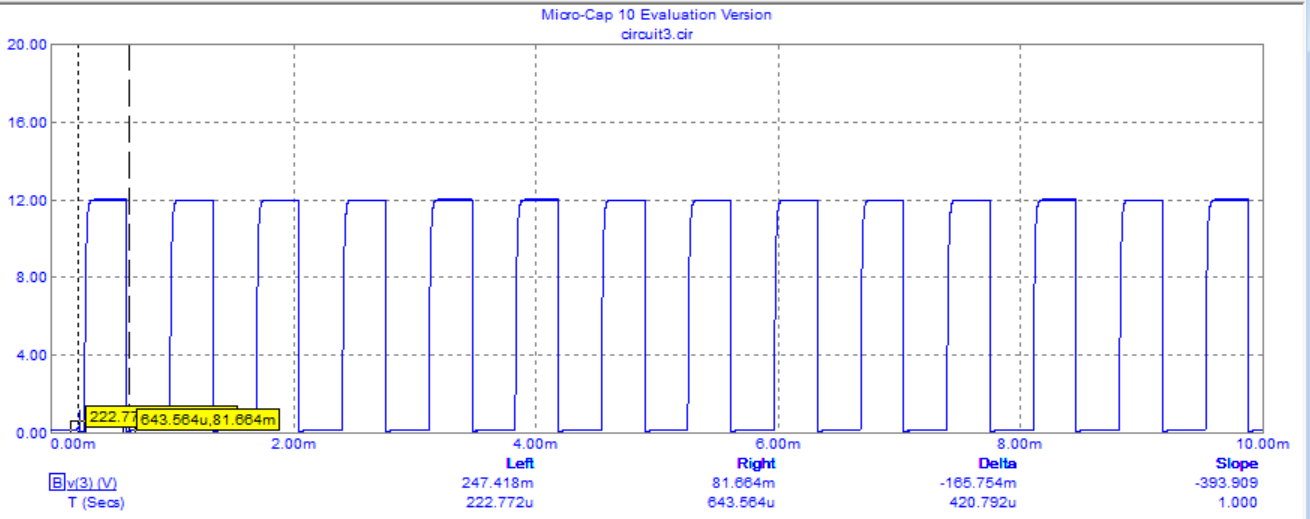 Micro-Cap 10 Evaluation Version
circuit3.cir
20.00
16.00
12.00
8.00
4.00
0.00
222.77
643.564u,81.664m
0.00m 2.00m 4.00m 6.00m 8.00m 10.00m
Left Right Delta Slope
B v(3) (V) 247.418m 81.664m -165.754m -393.909
T (Secs) 222.772u 643.564u 420.792u 1.000